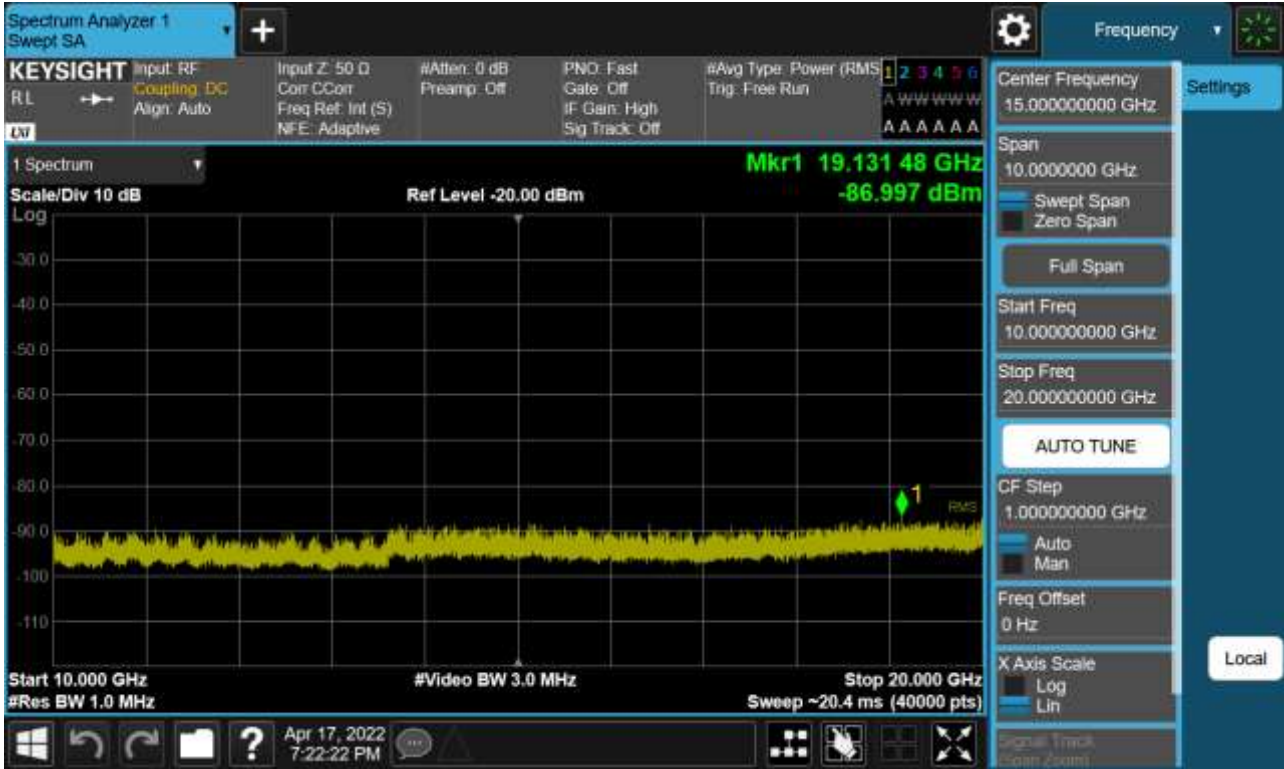 Spectrum Analyzer 1
Swept SA
+
Frequency
KEYSIGHT
RL
LXI
Input: RF
Coupling: DC
Align: Auto
Input Z: 50 Ω
Corr CCorr
Freq Ref: Int (S)
NFE: Adaptive
#Atten: 0 dB
Preamp: Off
PNO: Fast
Gate: Off
IF Gain: High
Sig Track: Off
#Avg Type: Power (RMS
Trig: Free Run
1 2 3 4 5 6
A W W W W W
A A A A A A
1 Spectrum
Scale/Div 10 dB
Log
Ref Level -20.00 dBm
Mkr1 19.131 48 GHz
-86.997 dBm
-30.0
-40.0
-50.0
-60.0
-70.0
-80.0
-90.0
-100
-110
1
RMS
Start 10.000 GHz
#Res BW 1.0 MHz
#Video BW 3.0 MHz
Stop 20.000 GHz
Sweep ~20.4 ms (40000 pts)
Center Frequency
15.000000000 GHz
Settings
Span
10.0000000 GHz
Swept Span
Zero Span
Full Span
Start Freq
10.000000000 GHz
Stop Freq
20.000000000 GHz
AUTO TUNE
CF Step
1.000000000 GHz
Auto
Man
Freq Offset
0 Hz
X Axis Scale
Log
Lin
Local
Signal Track
(Span Zoom)
?
Apr 17, 2022
7:22:22 PM